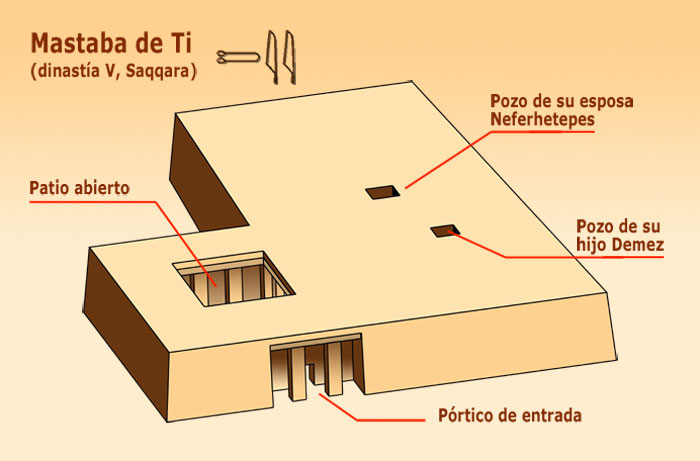 Mastaba de Ti 𓍿𓇋𓇋
(dinastía V, Saqqara)
Pozo de su esposa
Neferhetepes
Patio abierto
Pozo de su
hijo Demez
Pórtico de entrada